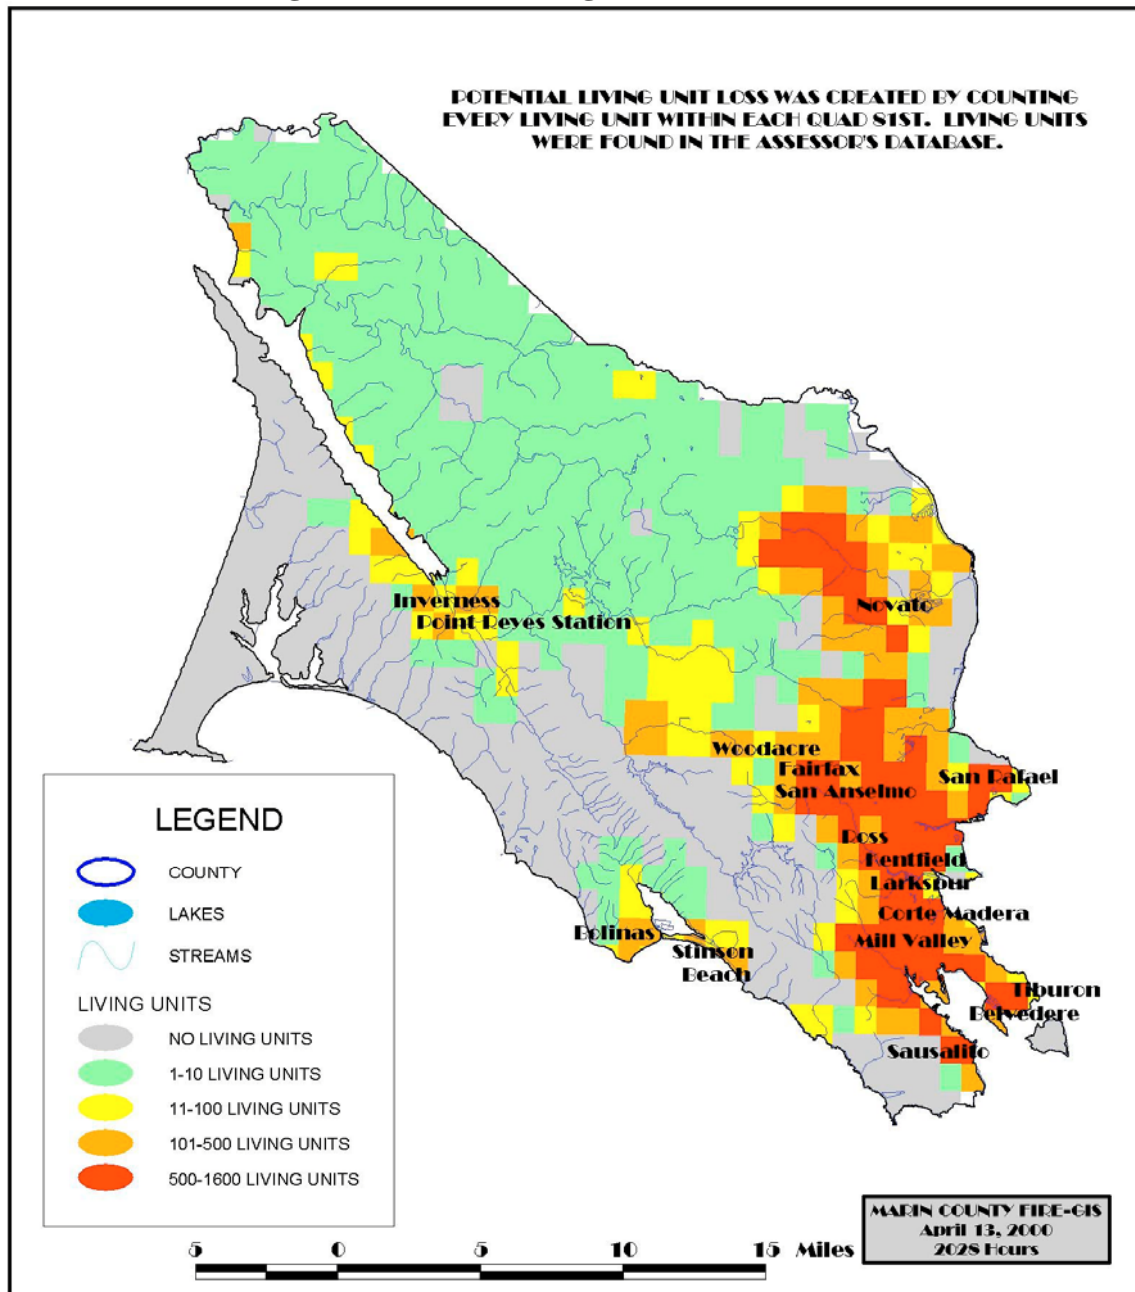 POTENTIAL LIVING UNIT LOSS WAS CREATED BY COUNTING
EVERY LIVING UNIT WITHIN EACH QUAD 81ST. LIVING UNITS
WERE FOUND IN THE ASSESSOR'S DATABASE.
Inverness
Point Reyes Station
Novato
Woodacre
Fairfax
San Rafael
San Anselmo
Ross
Kentfield
Larkspur
Corte Madera
Bolinas
Mill Valley
Stinson
Beach
Tiburon
Belvedere
Sausalito
LEGEND
COUNTY
LAKES
STREAMS
LIVING UNITS
NO LIVING UNITS
1-10 LIVING UNITS
11-100 LIVING UNITS
101-500 LIVING UNITS
500-1600 LIVING UNITS
MARIN COUNTY FIRE-GIS
April 13, 2000
2028 Hours
5 0 5 10 15 Miles